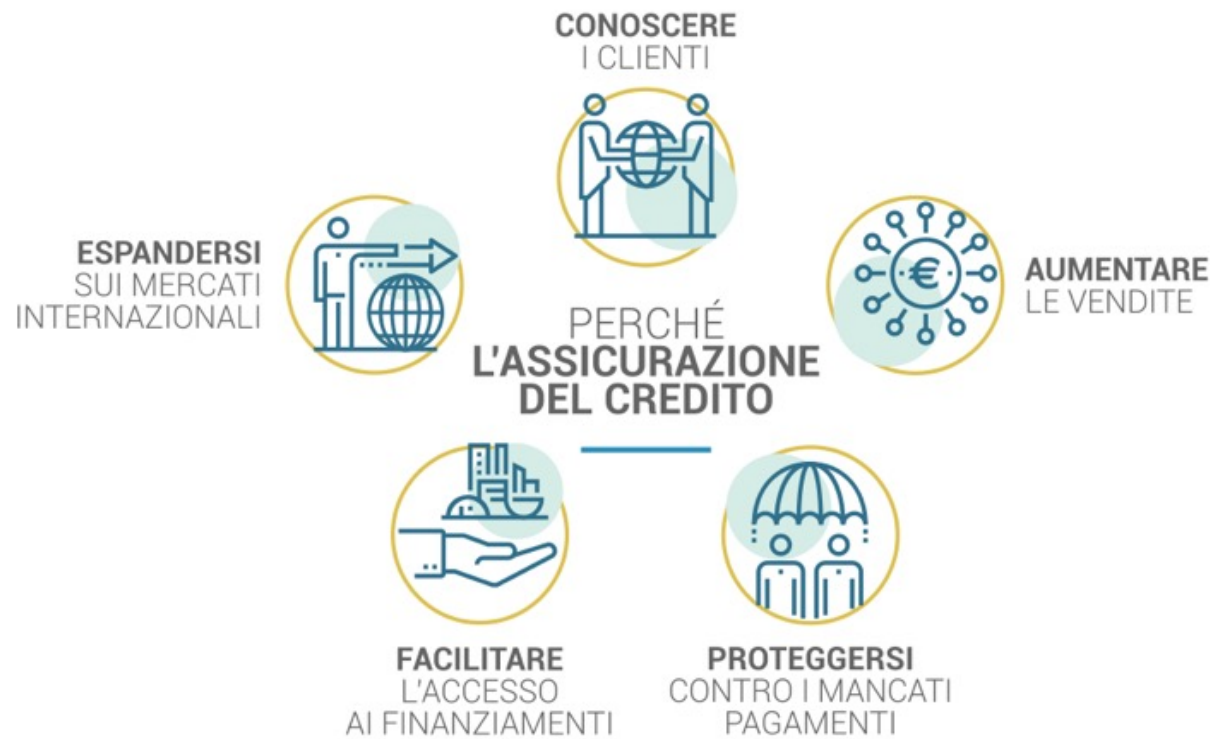 CONOSCERE
I CLIENTI
ESPANDERSI
SUI MERCATI
INTERNAZIONALI
€
AUMENTARE
LE VENDITE
PERCHÉ
L'ASSICURAZIONE
DEL CREDITO
FACILITARE
L'ACCESSO
AI FINANZIAMENTI
PROTEGGERSI
CONTRO I MANCATI
PAGAMENTI